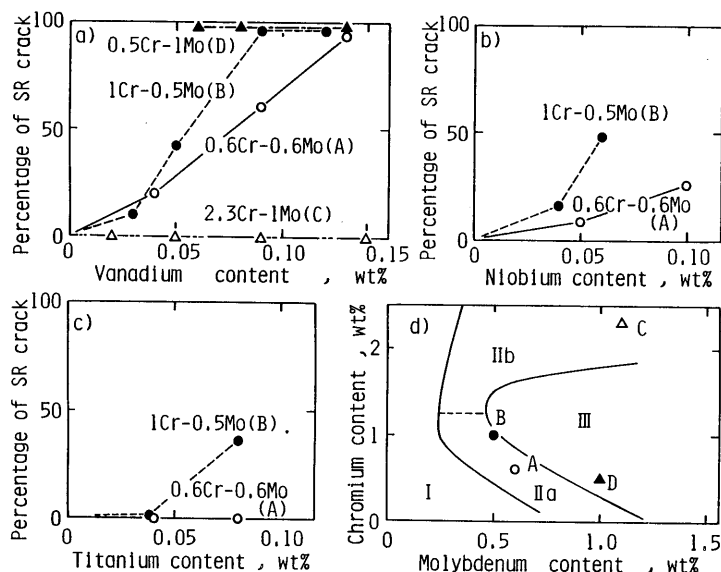 a)
100
50
0
Percentage of SR crack
0.5Cr-1Mo(D)
1Cr-0.5Mo(B)
0.6Cr-0.6Mo(A)
2.3Cr-1Mo(C)
0 0.05 0.10 0.15
Vanadium content , wt%
b)
100
50
0
Percentage of SR crack
1Cr-0.5Mo(B)
0.6Cr-0.6Mo
(A)
0.05 0.10
Niobium content , wt%
c)
100
50
0
Percentage of SR crack
1Cr-0.5Mo(B)
0.6Cr-0.6Mo
(A)
0.05 0.10
Titanium content , wt%
d)
2
1
0
Chromium content , wt%
C
IIb
B
III
A
D
I
IIa
0.5 1.0 1.5
Molybdenum content , wt%